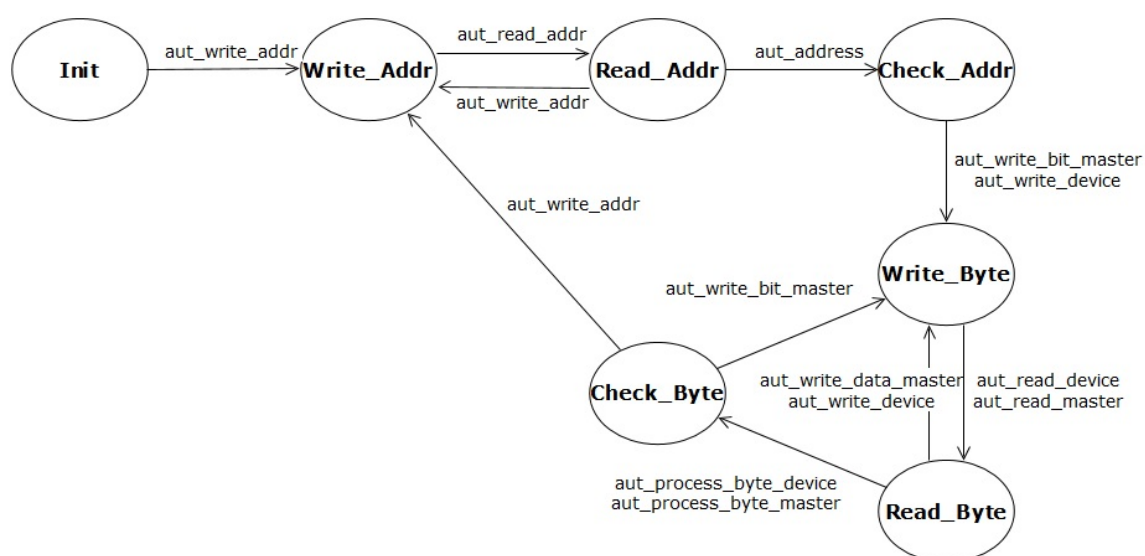 aut_write_addr
aut_read_addr
aut_address
Init
Write_Addr
Read_Addr
Check_Addr
aut_write_addr
aut_write_bit_master
aut_write_device
aut_write_addr
Write_Byte
aut_write_bit_master
Check_Byte
aut_write_data_master
aut_write_device
aut_read_device
aut_read_master
aut_process_byte_device
aut_process_byte_master
Read_Byte